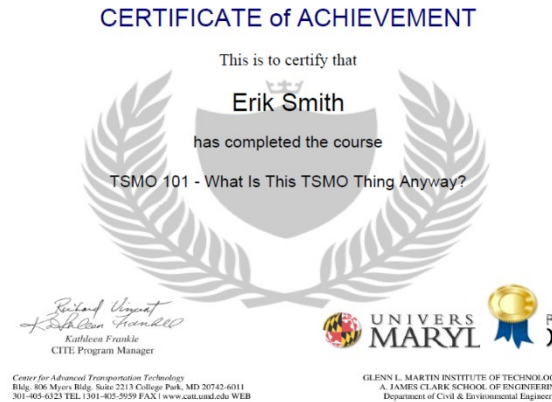 CERTIFICATE of ACHIEVEMENT
This is to certify that
Erik Smith
has completed the course
TSMO 101 - What Is This TSMO Thing Anyway?
Kathleen Frankle
CITE Program Manager
UNIVERS
MARYL
Center for Advanced Transportation Technology
Bldg. 806 Myers Bldg. Suite 2213 College Park, MD 20742-6011
301-405-6323 TEL | 301-405-5959 FAX | www.catt.umd.edu WEB
GLENN L. MARTIN INSTITUTE OF TECHNOLO
A. JAMES CLARK SCHOOL OF ENGINEERIN
Department of Civil & Environmental Engineer